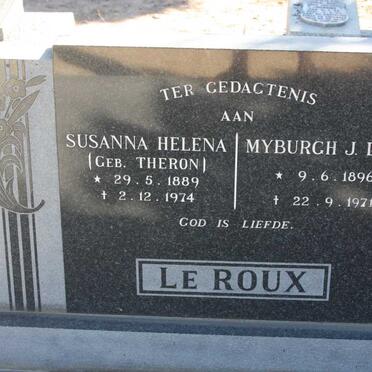 TER GEDAGTENIS
AAN
SUSANNA HELENA
(GEB. THERON)
* 29.5.1889
† 2.12.1974
MYBURGH J.
* 9.6.1896
† 22.9.1971
GOD IS LIEFDE.
LE ROUX